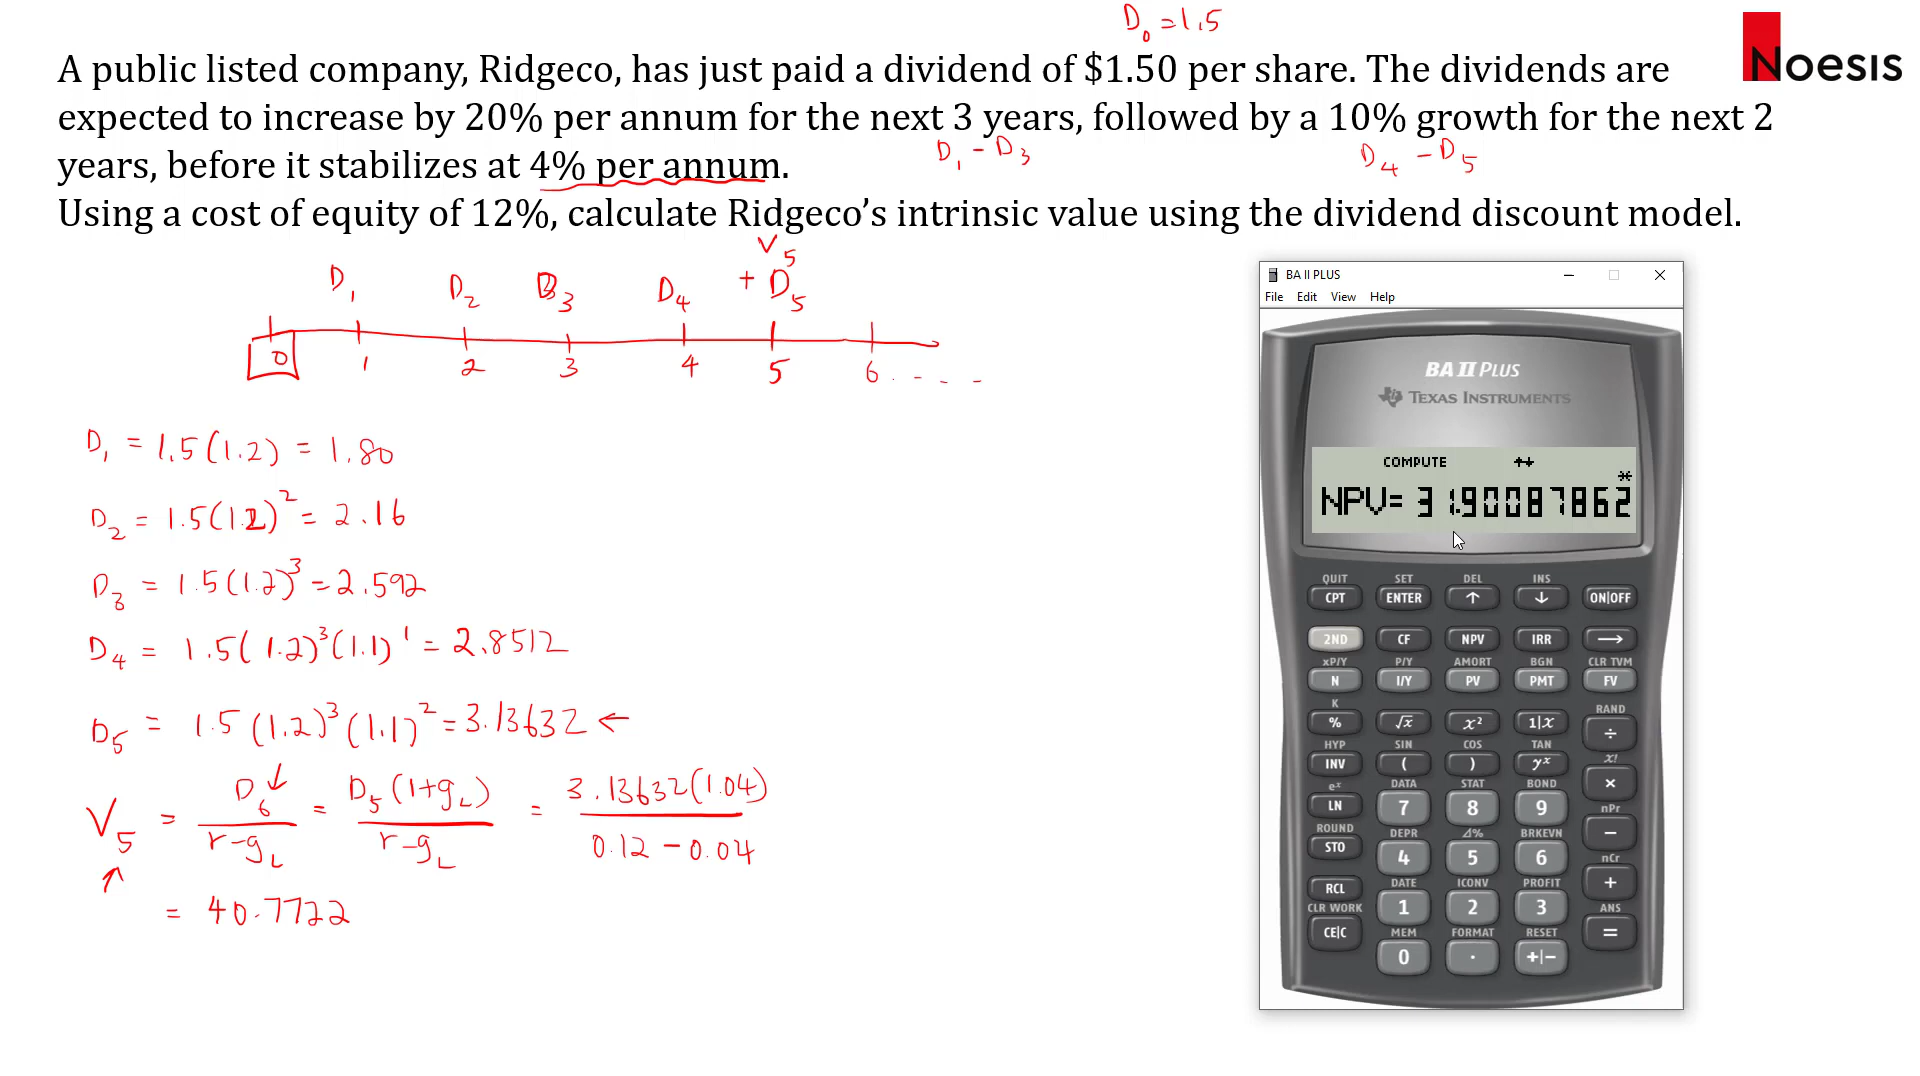 D₀ = 1.5
Noesis
A public listed company, Ridgeco, has just paid a dividend of $1.50 per share. The dividends are
expected to increase by 20% per annum for the next 3 years, followed by a 10% growth for the next 2
D₁ - D₃ D₄ - D₅
years, before it stabilizes at 4% per annum.
Using a cost of equity of 12%, calculate Ridgeco’s intrinsic value using the dividend discount model.
V₅
D₁ D₂ D₃ D₄ + D₅
0 1 2 3 4 5 6 . - - -
D₁ = 1.5(1.2) = 1.80
D₂ = 1.5(1.2)² = 2.16
D₃ = 1.5(1.2)³ = 2.592
D₄ = 1.5(1.2)³(1.1)¹ = 2.8512
D₅ = 1.5(1.2)³(1.1)² = 3.13632 ←
V₅ = D₆ ↓ / r-g_L = D₅(1+g_L) / r-g_L = 3.13632(1.04) / 0.12 - 0.04
↑
= 40.7722
BA II PLUS
File Edit View Help
BA II PLUS
TEXAS INSTRUMENTS
COMPUTE ↑↓
*
NPV= 31.90087862
QUIT SET DEL INS
CPT ENTER ↑ ↓ ON|OFF
2ND CF NPV IRR →
xP/Y P/Y AMORT BGN CLR TVM
N I/Y PV PMT FV
K RAND
% √x x² 1|x ÷
HYP SIN COS TAN x!
INV ( ) yˣ ×
eˣ DATA STAT BOND nPr
LN 7 8 9 −
ROUND DEPR Δ% BRKEVN nCr
STO 4 5 6 +
DATE ICONV PROFIT
RCL 1 2 3
CLR WORK ANS
CE|C =
MEM FORMAT RESET
0 . +|−